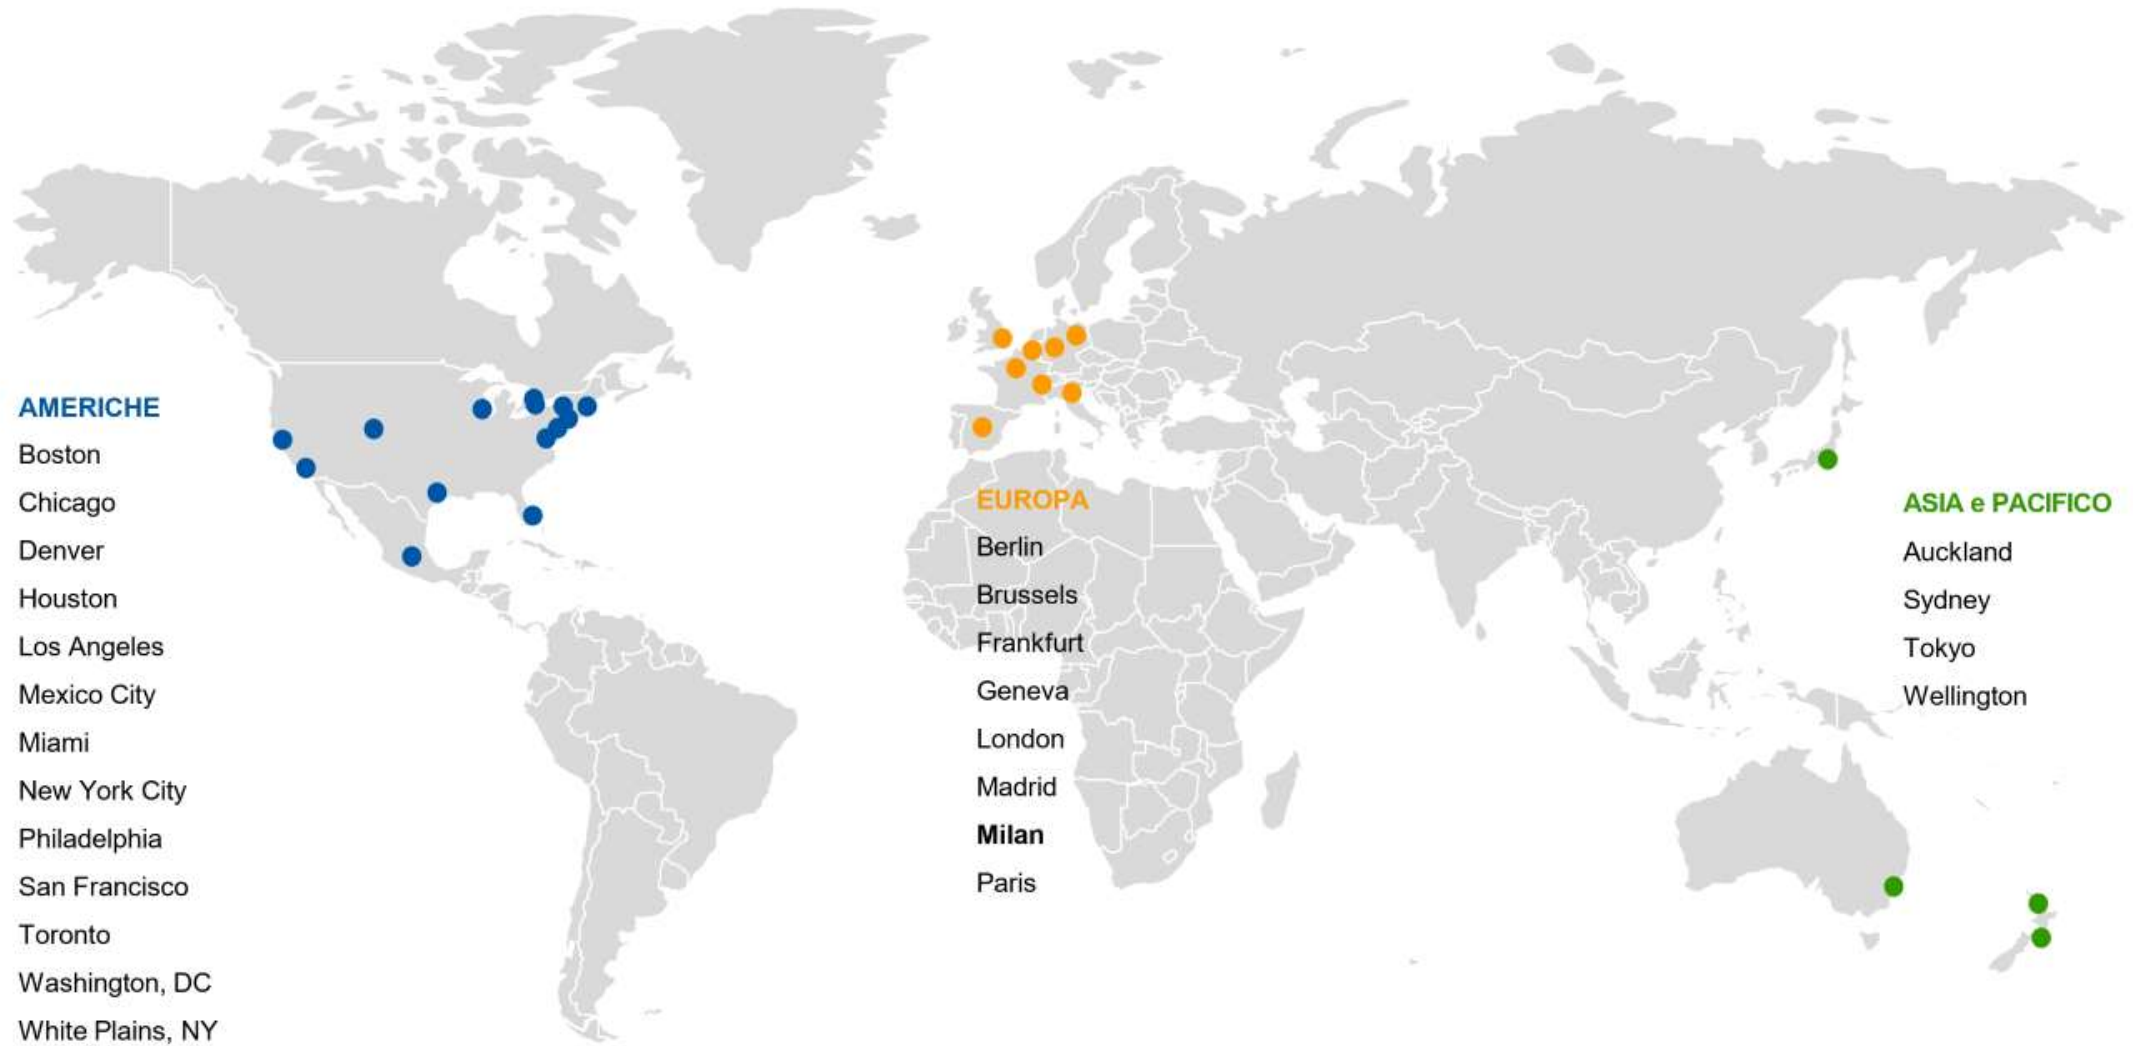 AMERICHE
Boston
Chicago
Denver
Houston
Los Angeles
Mexico City
Miami
New York City
Philadelphia
San Francisco
Toronto
Washington, DC
White Plains, NY
EUROPA
Berlin
Brussels
Frankfurt
Geneva
London
Madrid
Milan
Paris
ASIA e PACIFICO
Auckland
Sydney
Tokyo
Wellington